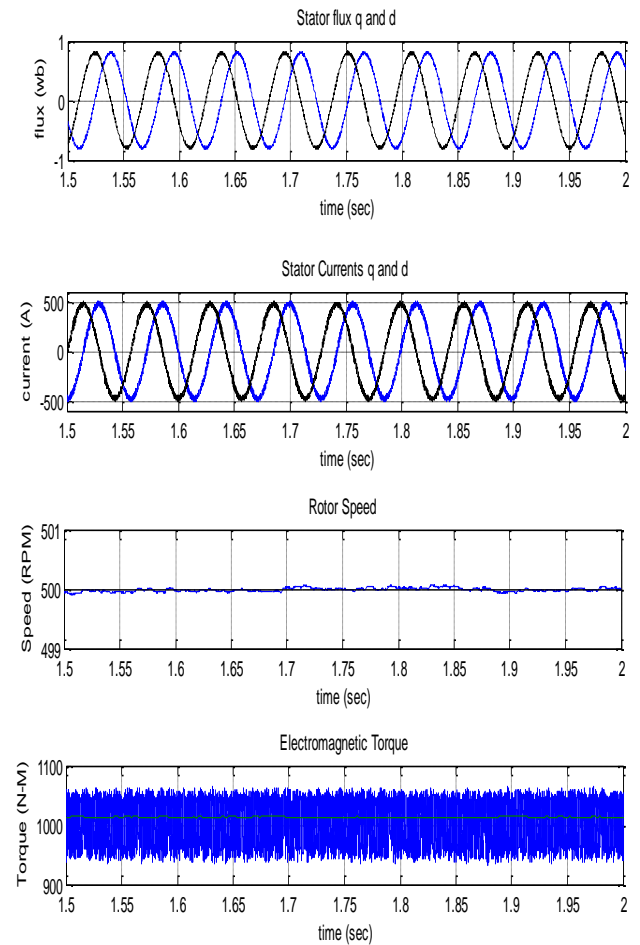 Stator flux q and d
flux (wb)
1
0
-1
1.5 1.55 1.6 1.65 1.7 1.75 1.8 1.85 1.9 1.95 2
time (sec)
Stator Currents q and d
current (A)
500
0
-500
1.5 1.55 1.6 1.65 1.7 1.75 1.8 1.85 1.9 1.95 2
time (sec)
Rotor Speed
Speed (RPM)
501
500
499
1.5 1.55 1.6 1.65 1.7 1.75 1.8 1.85 1.9 1.95 2
time (sec)
Electromagnetic Torque
Torque (N-M)
1100
1000
900
1.5 1.55 1.6 1.65 1.7 1.75 1.8 1.85 1.9 1.95 2
time (sec)